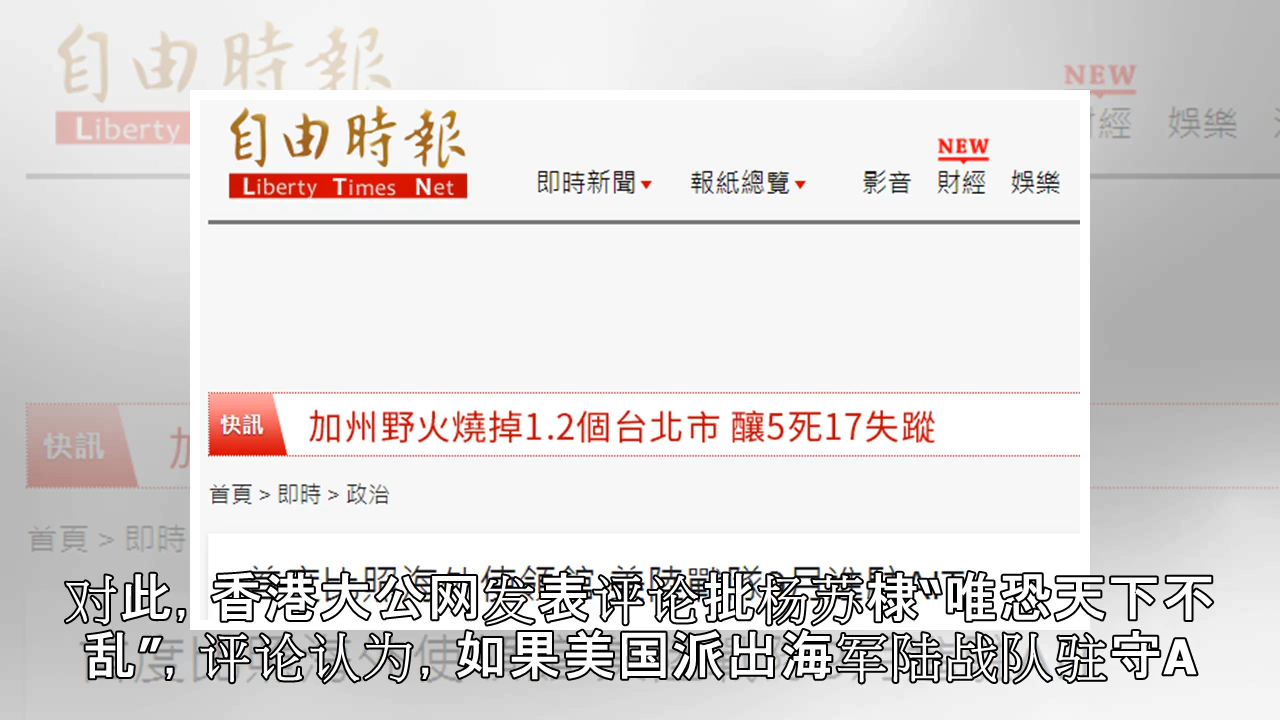 自由時報
Liberty Times Net
即時新聞 報紙總覽 影音 NEW 財經 娛樂
快訊 加州野火燒掉1.2個台北市 釀5死17失蹤
首頁 > 即時 > 政治
对此，香港大公网发表评论批杨苏棣“唯恐天下不
乱”，评论认为，如果美国派出海军陆战队驻守A